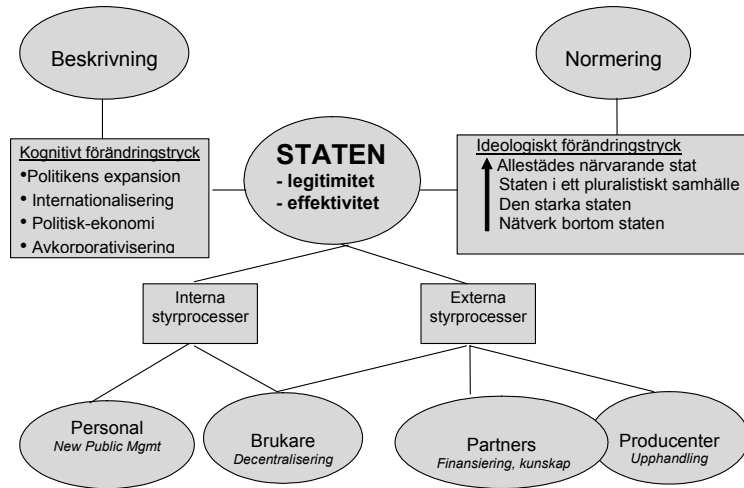 Beskrivning
Normering
Kognitivt förändringstryck
•Politikens expansion
• Internationalisering
• Politisk-ekonomi
• Avkorporativisering
STATEN
- legitimitet
- effektivitet
Ideologiskt förändringstryck
Allestädes närvarande stat
Staten i ett pluralistiskt samhälle
Den starka staten
Nätverk bortom staten
Interna
styrprocesser
Externa
styrprocesser
Personal
New Public Mgmt
Brukare
Decentralisering
Partners
Finansiering, kunskap
Producenter
Upphandling